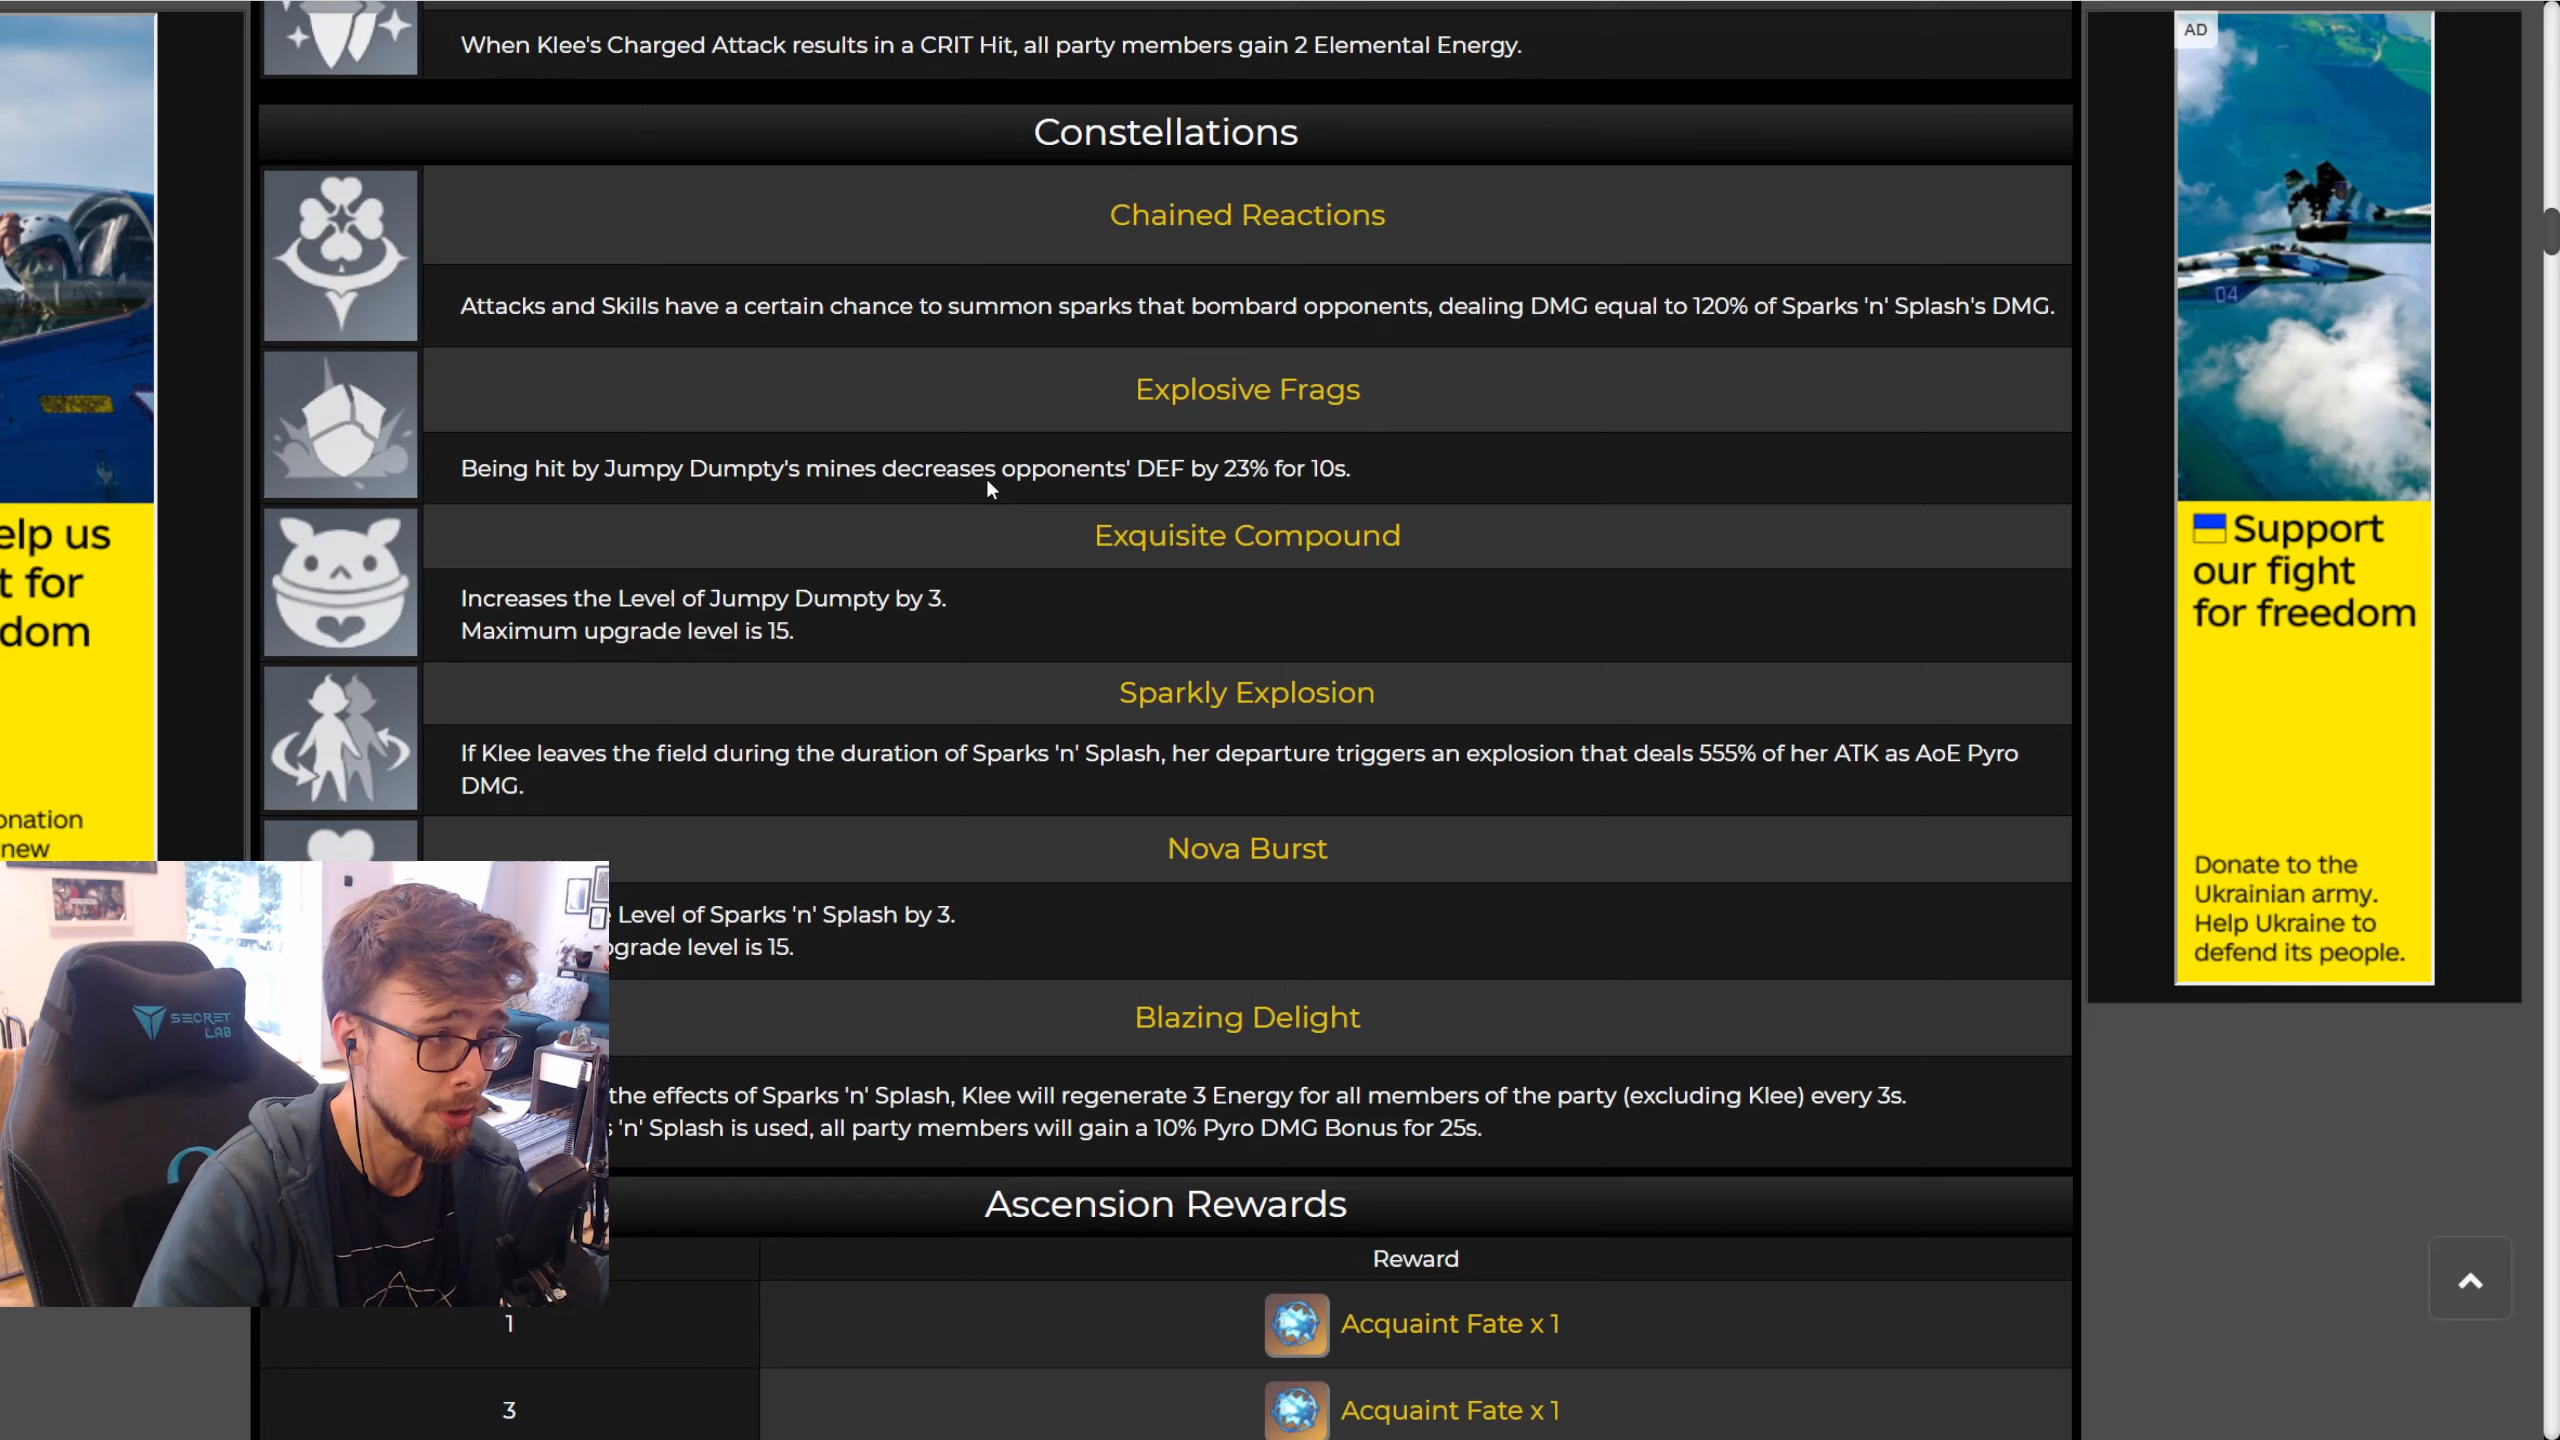 When Klee's Charged Attack results in a CRIT Hit, all party members gain 2 Elemental Energy.
AD
Constellations
Chained Reactions
Attacks and Skills have a certain chance to summon sparks that bombard opponents, dealing DMG equal to 120% of Sparks 'n' Splash's DMG.
04
Explosive Frags
Being hit by Jumpy Dumpty's mines decreases opponents' DEF by 23% for 10s.
Exquisite Compound
Increases the Level of Jumpy Dumpty by 3.
Maximum upgrade level is 15.
Sparkly Explosion
If Klee leaves the field during the duration of Sparks 'n' Splash, her departure triggers an explosion that deals 555% of her ATK as AoE Pyro
DMG.
Nova Burst
Level of Sparks 'n' Splash by 3.
grade level is 15.
Blazing Delight
the effects of Sparks 'n' Splash, Klee will regenerate 3 Energy for all members of the party (excluding Klee) every 3s.
'n' Splash is used, all party members will gain a 10% Pyro DMG Bonus for 25s.
Ascension Rewards
Reward
1
Acquaint Fate x 1
3
Acquaint Fate x 1
elp us
t for
dom
onation
new
SECRET
LAB
Support
our fight
for freedom
Donate to the
Ukrainian army.
Help Ukraine to
defend its people.